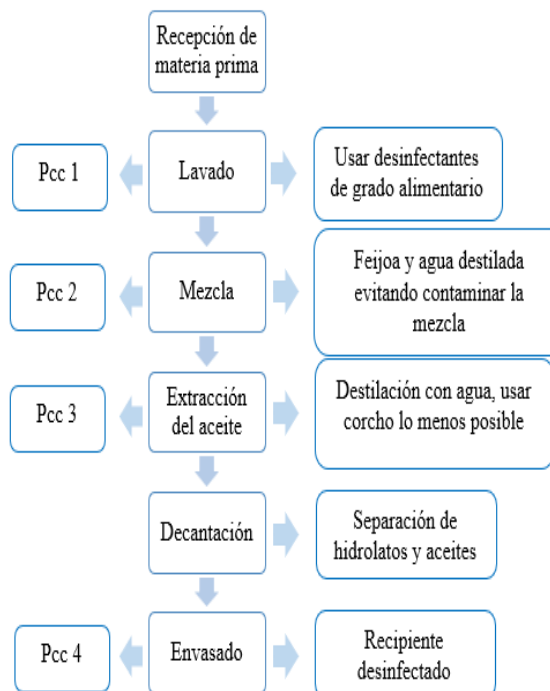 Recepción de
materia prima
Pcc 1
Lavado
Usar desinfectantes
de grado alimentario
Pcc 2
Mezcla
Feijoa y agua destilada
evitando contaminar la
mezcla
Pcc 3
Extracción
del aceite
Destilación con agua, usar
corcho lo menos posible
Decantación
Separación de
hidrolatos y aceites
Pcc 4
Envasado
Recipiente
desinfectado